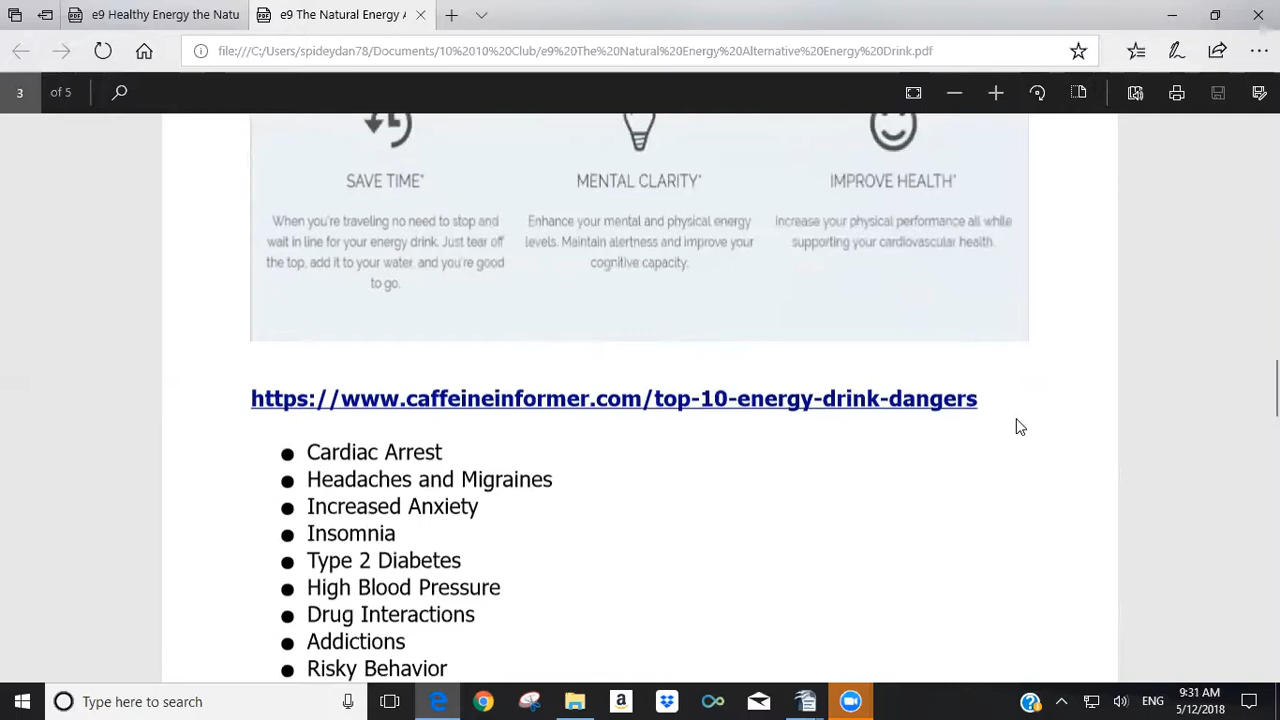 e9 Healthy Energy the Natu
e9 The Natural Energy A
file:///C:/Users/spideydan78/Documents/10%2010%20Club/e9%20The%20Natural%20Energy%20Alternative%20Energy%20Drink.pdf
3 of 5
SAVE TIME*
When you're traveling no need to stop and
wait in line for your energy drink. Just tear off
the top, add it to your water, and you're good
to go.
MENTAL CLARITY*
Enhance your mental and physical energy
levels. Maintain alertness and improve your
cognitive capacity.
IMPROVE HEALTH*
Increase your physical performance all while
supporting your cardiovascular health.
https://www.caffeineinformer.com/top-10-energy-drink-dangers
● Cardiac Arrest
● Headaches and Migraines
● Increased Anxiety
● Insomnia
● Type 2 Diabetes
● High Blood Pressure
● Drug Interactions
● Addictions
● Risky Behavior
Type here to search
ENG
9:31 AM
5/12/2018